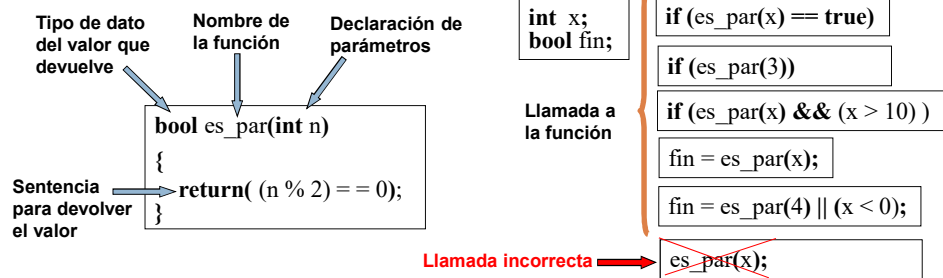 Tipo de dato
del valor que
devuelve
Nombre de
la función
Declaración de
parámetros
bool es_par(int n)
{
return( (n % 2) = = 0);
}
Sentencia
para devolver
el valor
int x;
bool fin;
Llamada a
la función
if (es_par(x) == true)
if (es_par(3))
if (es_par(x) && (x > 10) )
fin = es_par(x);
fin = es_par(4) || (x < 0);
Llamada incorrecta
es_par(x);